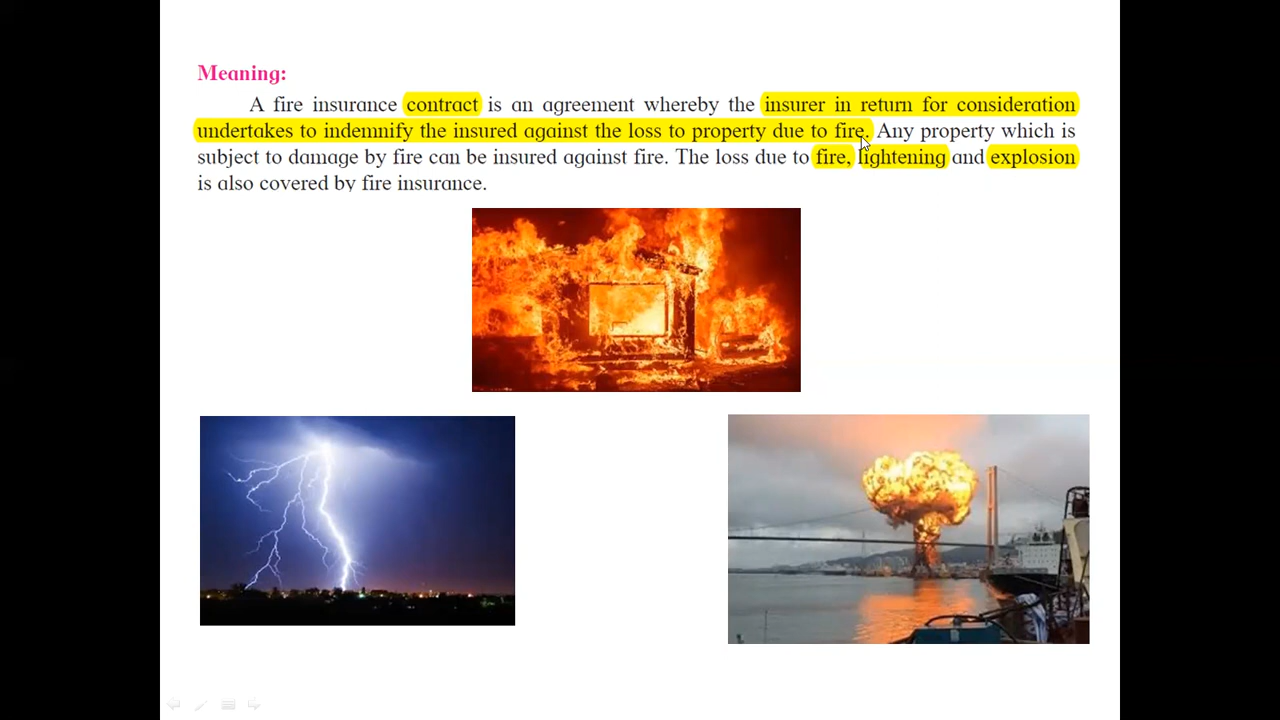 Meaning:
A fire insurance contract is an agreement whereby the insurer in return for consideration
undertakes to indemnify the insured against the loss to property due to fire. Any property which is
subject to damage by fire can be insured against fire. The loss due to fire, lightening and explosion
is also covered by fire insurance.